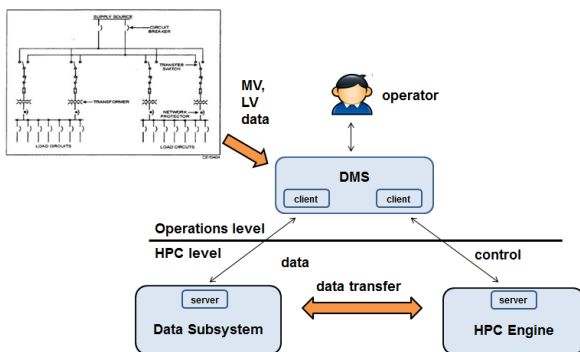 SUPPLY SOURCE
CIRCUIT
BREAKER
TRANSFER
SWITCH
TRANSFORMER
NETWORK
PROTECTOR
LOAD CIRCUITS
LOAD CIRCUITS
MV,
LV
data
operator
DMS
client
client
Operations level
HPC level
data
control
data transfer
server
Data Subsystem
server
HPC Engine